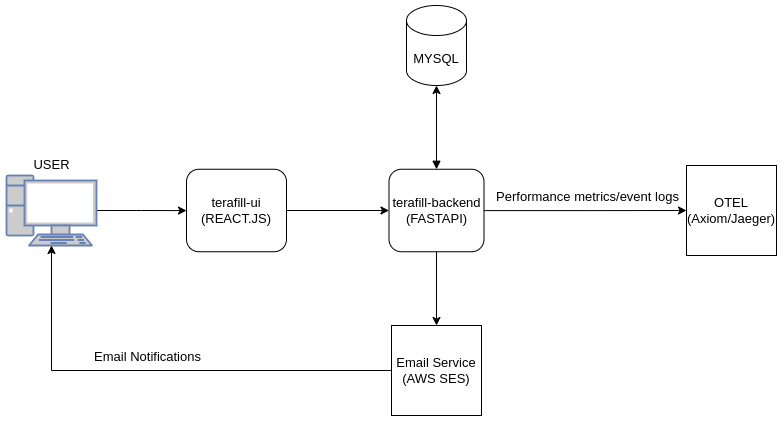 MYSQL
USER
terafill-ui
(REACT.JS)
terafill-backend
(FASTAPI)
Performance metrics/event logs
OTEL
(Axiom/Jaeger)
Email Notifications
Email Service
(AWS SES)